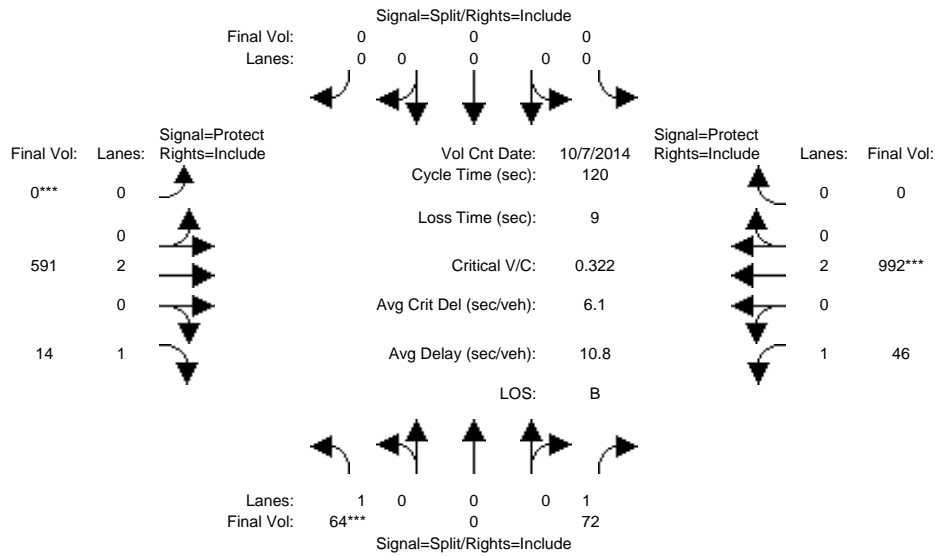 Signal=Split/Rights=Include
Final Vol: 0 0 0
Lanes: 0 0 0 0 0
Signal=Protect Signal=Protect
Final Vol: Lanes: Rights=Include Vol Cnt Date: 10/7/2014 Rights=Include Lanes: Final Vol:
Cycle Time (sec): 120
0*** 0 0 0
Loss Time (sec): 9
0 0
591 2 Critical V/C: 0.322 2 992***
0 Avg Crit Del (sec/veh): 6.1 0
14 1 Avg Delay (sec/veh): 10.8 1 46
LOS: B
Lanes: 1 0 0 0 1
Final Vol: 64*** 0 72
Signal=Split/Rights=Include